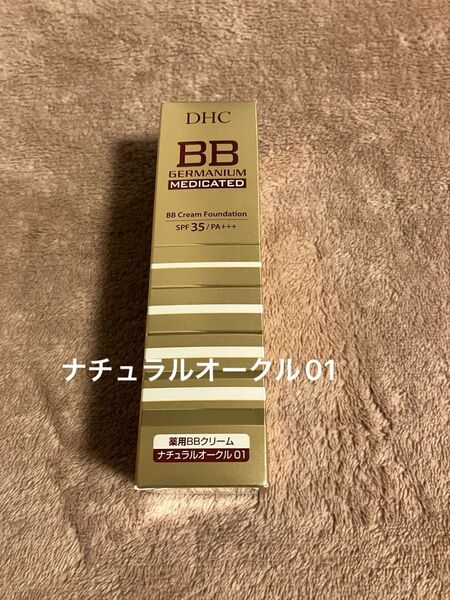 DHC
BB
GERMANIUM
MEDICATED
BB Cream Foundation
SPF 35/PA+++
ナチュラルオークル01
薬用BBクリーム
ナチュラルオークル 01